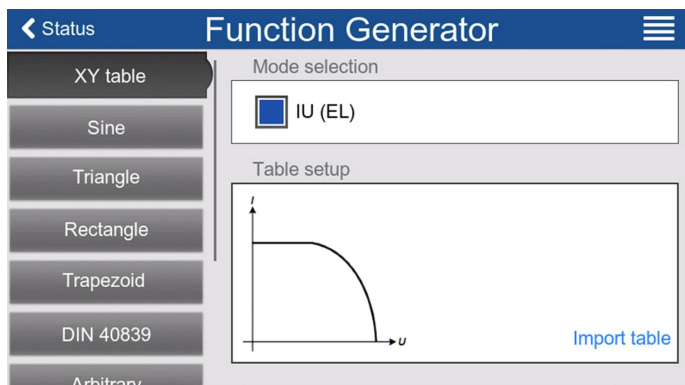 Status
Function Generator
XY table
Sine
Triangle
Rectangle
Trapezoid
DIN 40839
Arbitrary
Mode selection
IU (EL)
Table setup
I
U
Import table